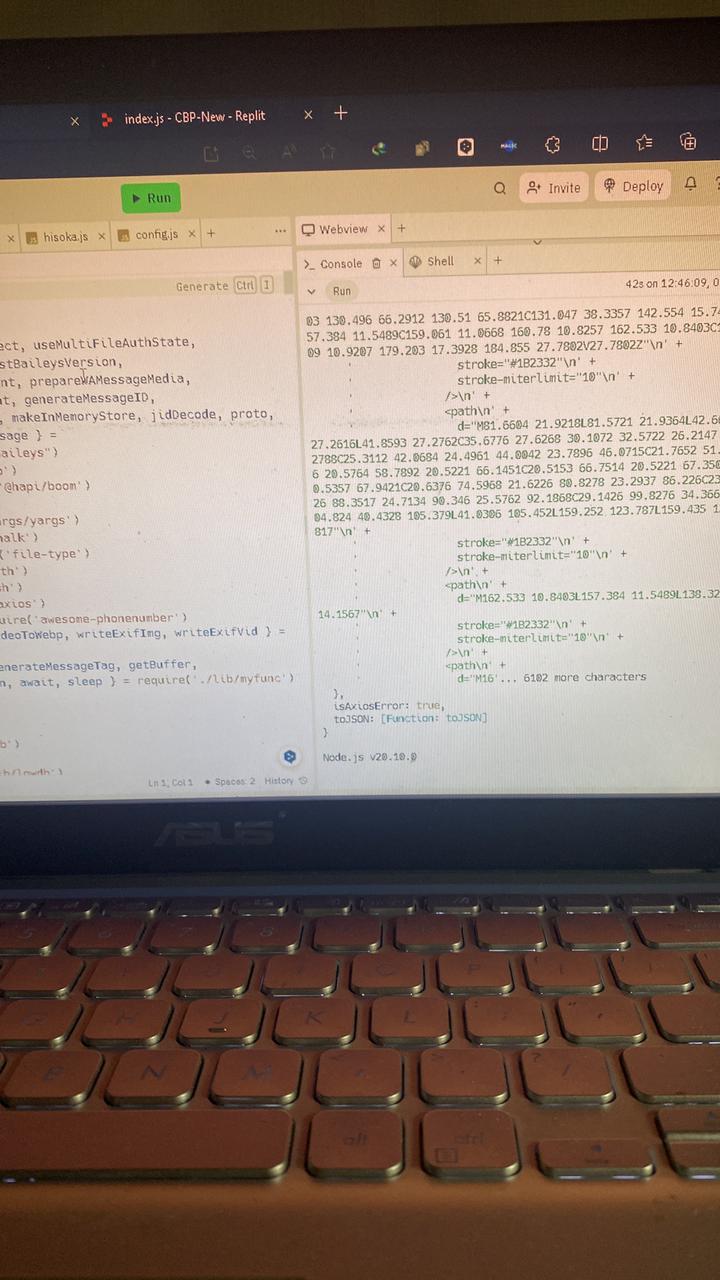 index.js - CBP-New - Replit
Run
Invite
Deploy
hisoka.js
config.js
Webview
Console
Shell
Generate Ctrl I
Run
42s on 12:46:09, 0
ect, useMultiFileAuthState,
stBaileysVersion,
nt, prepareWAMessageMedia,
nt, generateMessageID,
, makeInMemoryStore, jidDecode, proto,
sage } =
aileys")
')
'@hapi/boom')
args/yargs')
halk')
('file-type')
th')
sh')
axios')
uire('awesome-phonenumber')
deoToWebp, writeExifImg, writeExifVid } =
enerateMessageTag, getBuffer,
n, await, sleep } = require('./lib/myfunc')
b')
Ln 1, Col 1 • Spaces: 2 History
03 130.496 66.2912 130.51 65.8821C131.047 38.3357 142.554 15.74
57.384 11.5489C159.061 11.0668 160.78 10.8257 162.533 10.8403C1
09 10.9207 179.203 17.3928 184.855 27.7802V27.7802Z"\n' +
' stroke="#1B2332"\n' +
' stroke-miterlimit="10"\n' +
' />\n' +
' <path\n' +
' d="M81.6604 21.9218L81.5721 21.9364L42.6
27.2616L41.8593 27.2762C35.6776 27.6268 30.1072 32.5722 26.2147
2788C25.3112 42.0684 24.4961 44.0042 23.7896 46.0715C21.7652 51.
6 20.5764 58.7892 20.5221 66.1451C20.5153 66.7514 20.5221 67.350
0.5357 67.9421C20.6376 74.5968 21.6226 80.8278 23.2937 86.226C23
26 88.3517 24.7134 90.346 25.5762 92.1868C29.1426 99.8276 34.366
04.824 40.4328 105.379L41.0306 105.452L159.252 123.787L159.435 1
817"\n' +
' stroke="#1B2332"\n' +
' stroke-miterlimit="10"\n' +
' />\n' +
' <path\n' +
' d="M162.533 10.8403L157.384 11.5489L138.32
14.1567"\n' +
' stroke="#1B2332"\n' +
' stroke-miterlimit="10"\n' +
' />\n' +
' <path\n' +
' d="M16'... 6102 more characters
},
isAxiosError: true,
toJSON: [Function: toJSON]
}
Node.js v20.10.0
ASUS
J K L
B N M
alt
ctrl